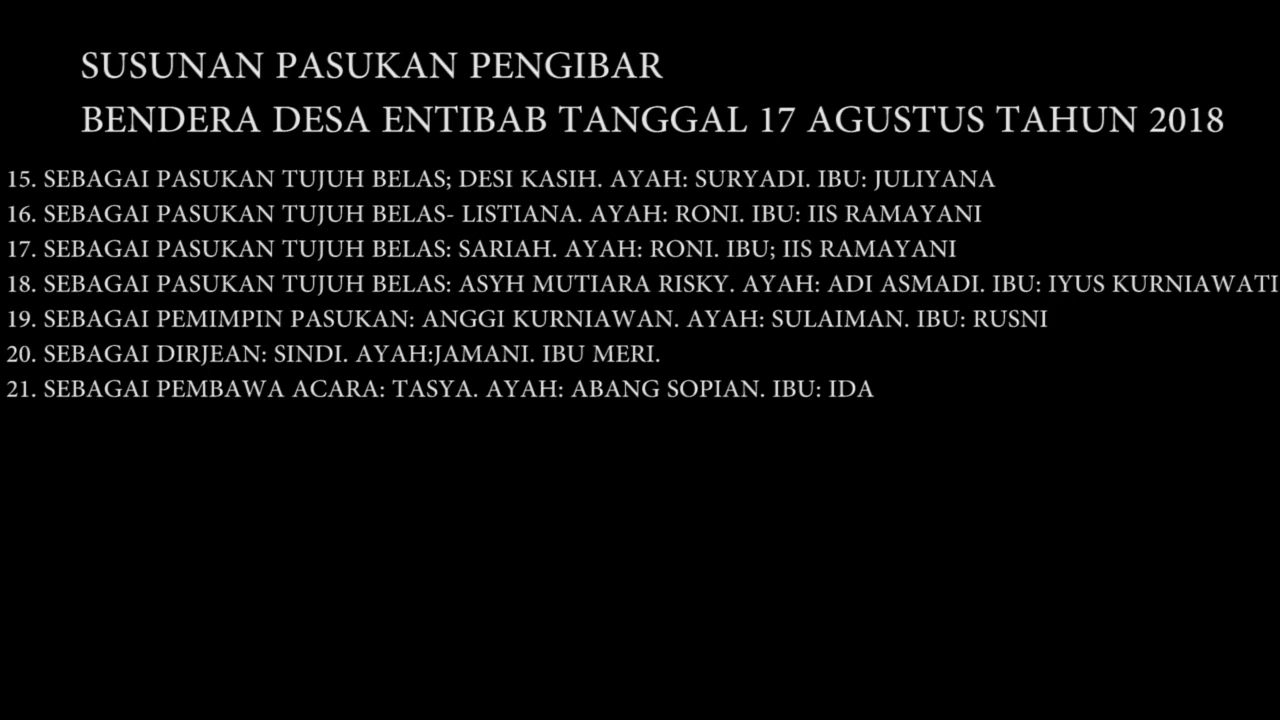 SUSUNAN PASUKAN PENGIBAR
BENDERA DESA ENTIBAB TANGGAL 17 AGUSTUS TAHUN 2018
15. SEBAGAI PASUKAN TUJUH BELAS; DESI KASIH. AYAH: SURYADI. IBU: JULIYANA
16. SEBAGAI PASUKAN TUJUH BELAS- LISTIANA. AYAH: RONI. IBU: IIS RAMAYANI
17. SEBAGAI PASUKAN TUJUH BELAS: SARIAH. AYAH: RONI. IBU; IIS RAMAYANI
18. SEBAGAI PASUKAN TUJUH BELAS: ASYH MUTIARA RISKY. AYAH: ADI ASMADI. IBU: IYUS KURNIAWATI
19. SEBAGAI PEMIMPIN PASUKAN: ANGGI KURNIAWAN. AYAH: SULAIMAN. IBU: RUSNI
20. SEBAGAI DIRJEAN: SINDI. AYAH:JAMANI. IBU MERI.
21. SEBAGAI PEMBAWA ACARA: TASYA. AYAH: ABANG SOPIAN. IBU: IDA